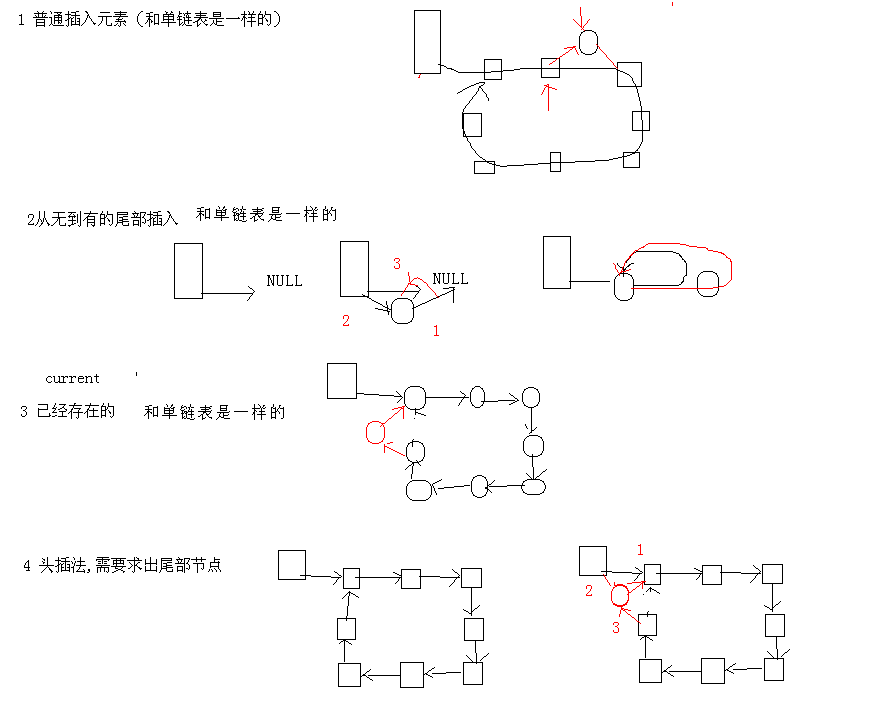 1 普通插入元素（和单链表是一样的）
2从无到有的尾部插入 和单链表是一样的
NULL
3
NULL
2
1
current '
3 已经存在的 和单链表是一样的
4 头插法,需要求出尾部节点
1
2
3